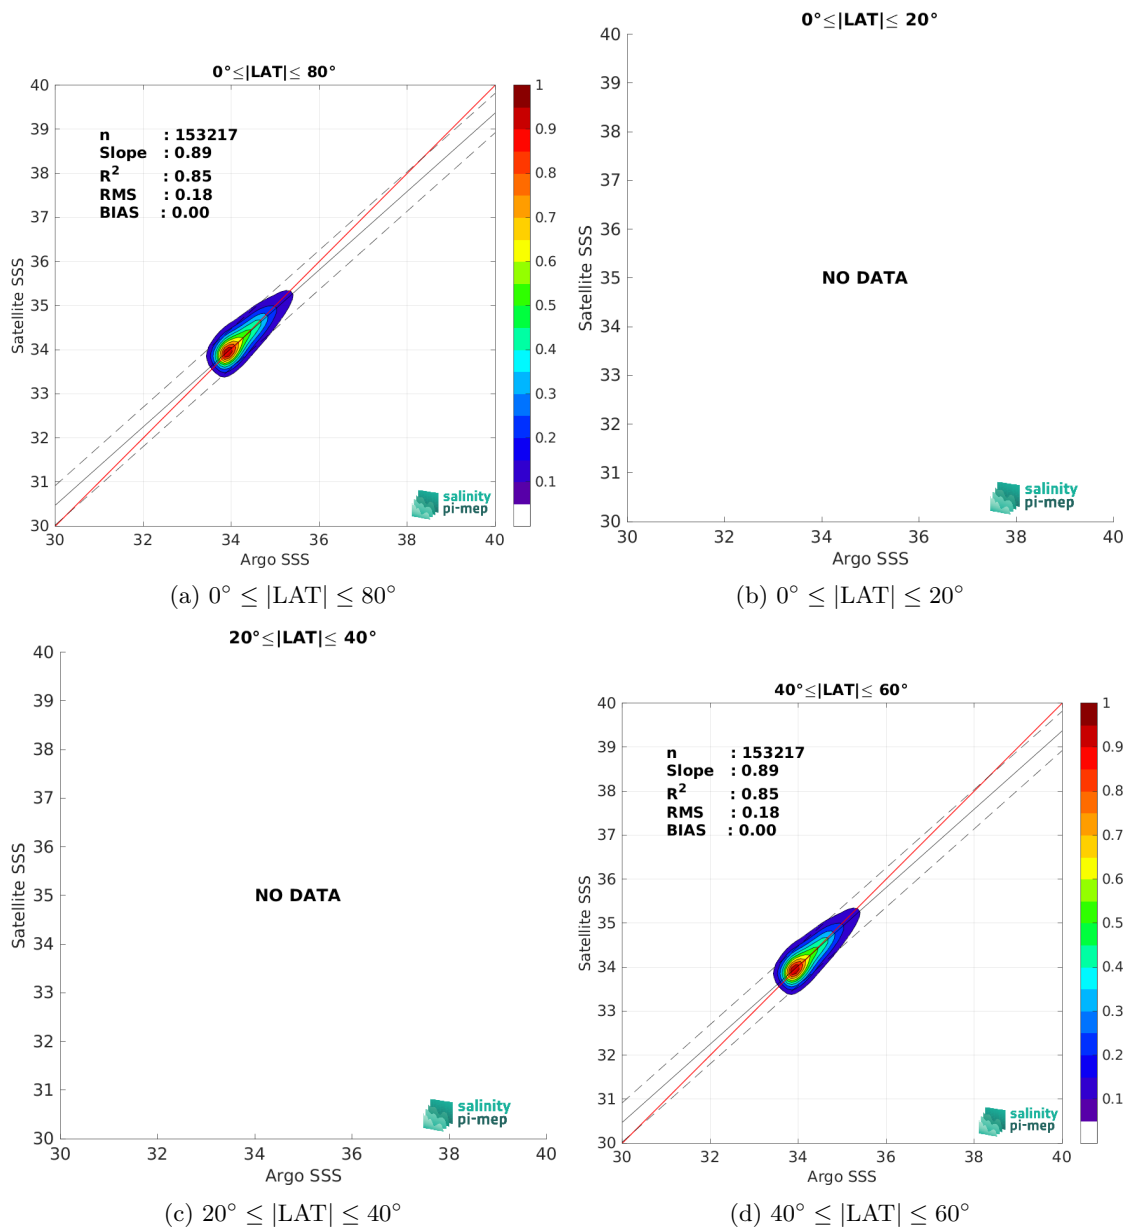 0°≤|LAT|≤ 80°
40
39
38
37
36
35
34
33
32
31
30
Satellite SSS
n : 153217
Slope : 0.89
R² : 0.85
RMS : 0.18
BIAS : 0.00
salinity
pi-mep
30 32 34 36 38 40
Argo SSS
1
0.9
0.8
0.7
0.6
0.5
0.4
0.3
0.2
0.1
(a) 0° ≤ |LAT| ≤ 80°
0°≤|LAT|≤ 20°
40
39
38
37
36
35
34
33
32
31
30
Satellite SSS
NO DATA
salinity
pi-mep
30 32 34 36 38 40
Argo SSS
(b) 0° ≤ |LAT| ≤ 20°
20°≤|LAT|≤ 40°
40
39
38
37
36
35
34
33
32
31
30
Satellite SSS
NO DATA
salinity
pi-mep
30 32 34 36 38 40
Argo SSS
(c) 20° ≤ |LAT| ≤ 40°
40°≤|LAT|≤ 60°
40
39
38
37
36
35
34
33
32
31
30
Satellite SSS
n : 153217
Slope : 0.89
R² : 0.85
RMS : 0.18
BIAS : 0.00
salinity
pi-mep
30 32 34 36 38 40
Argo SSS
1
0.9
0.8
0.7
0.6
0.5
0.4
0.3
0.2
0.1
(d) 40° ≤ |LAT| ≤ 60°